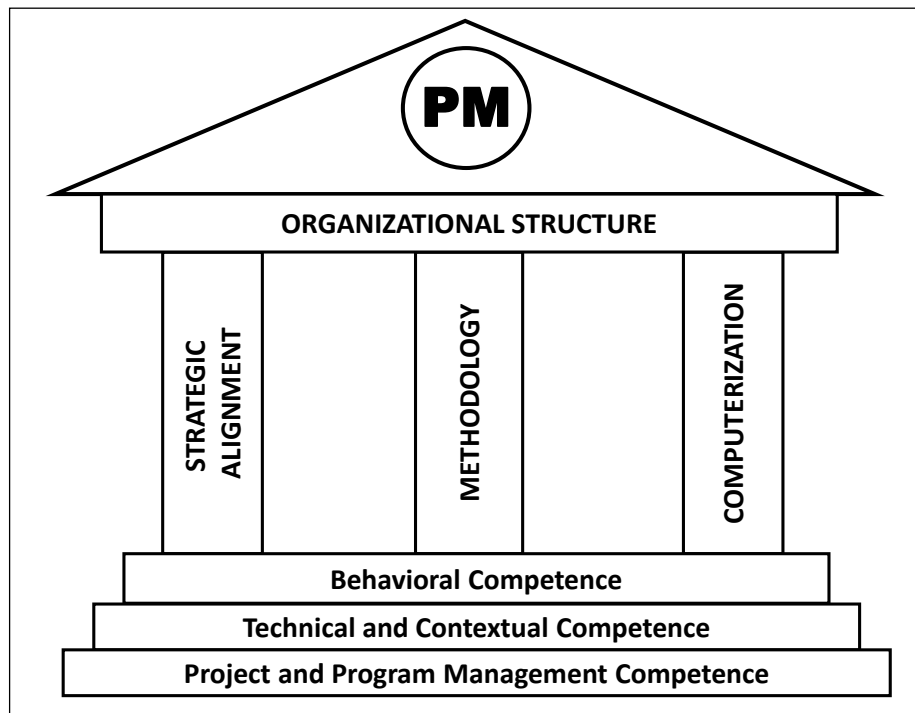 PM
ORGANIZATIONAL STRUCTURE
STRATEGIC
ALIGNMENT
METHODOLOGY
COMPUTERIZATION
Behavioral Competence
Technical and Contextual Competence
Project and Program Management Competence